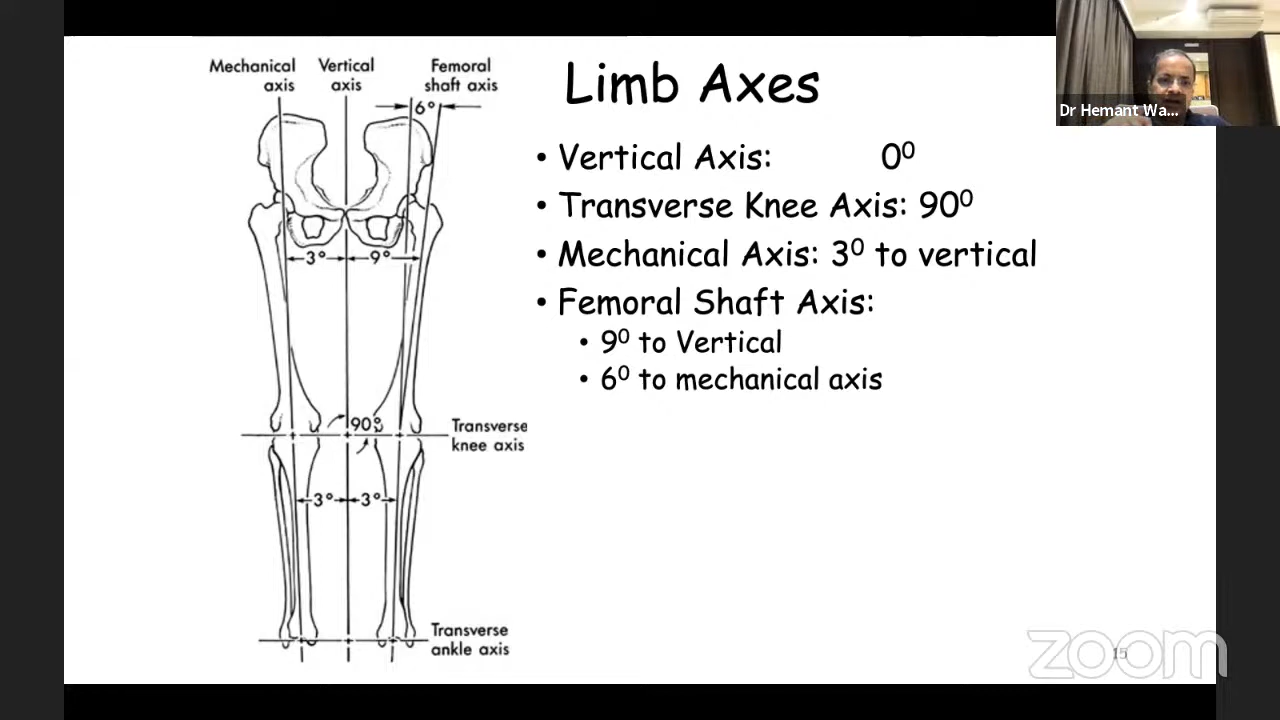 Limb Axes
• Vertical Axis: 0⁰
• Transverse Knee Axis: 90⁰
• Mechanical Axis: 3⁰ to vertical
• Femoral Shaft Axis:
• 9⁰ to Vertical
• 6⁰ to mechanical axis
Mechanical
axis
Vertical
axis
Femoral
shaft axis
6°
3°
9°
90°
Transverse
knee axis
3°
3°
Transverse
ankle axis
Dr Hemant Wa...
zoom
15